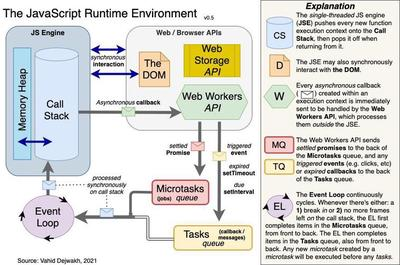 The JavaScript Runtime Environment v0.5
JS Engine
Memory Heap
Call
Stack
synchronous
interaction
Web / Browser APIs
The
DOM
Web
Storage
API
Asynchronous callback
Web Workers
API
settled
Promise
triggered
event
expired
setTimeout
due
setInterval
processed
synchronously
on call stack
Microtasks
(jobs) queue
Event
Loop
Tasks (callback /
messages)
queue
Source: Vahid Dejwakh, 2021
Explanation
CS
The single-threaded JS engine
(JSE) pushes every new function
execution context onto the Call
Stack, then pops it off when
returning from it.
D
The JSE may also synchronously
interact with the DOM.
W
Every asynchronous callback
( ) created within an
execution context is immediately
sent to be handled by the Web
Workers API, which processes
them outside the JSE.
MQ
TQ
The Web Workers API sends
settled promises to the back of
the Microtasks queue, and any
triggered events (e.g. clicks, etc)
or expired callbacks to the back
of the Tasks queue.
EL
The Event Loop continuously
cycles. Whenever there's either: a
1) break in or 2) no more frames
left on the call stack, the EL first
completes items in the Microtasks queue,
from front to back. The EL then completes
items in the Tasks queue, also from front to
back. Any new microtask created by a
microtask will be executed before any tasks.